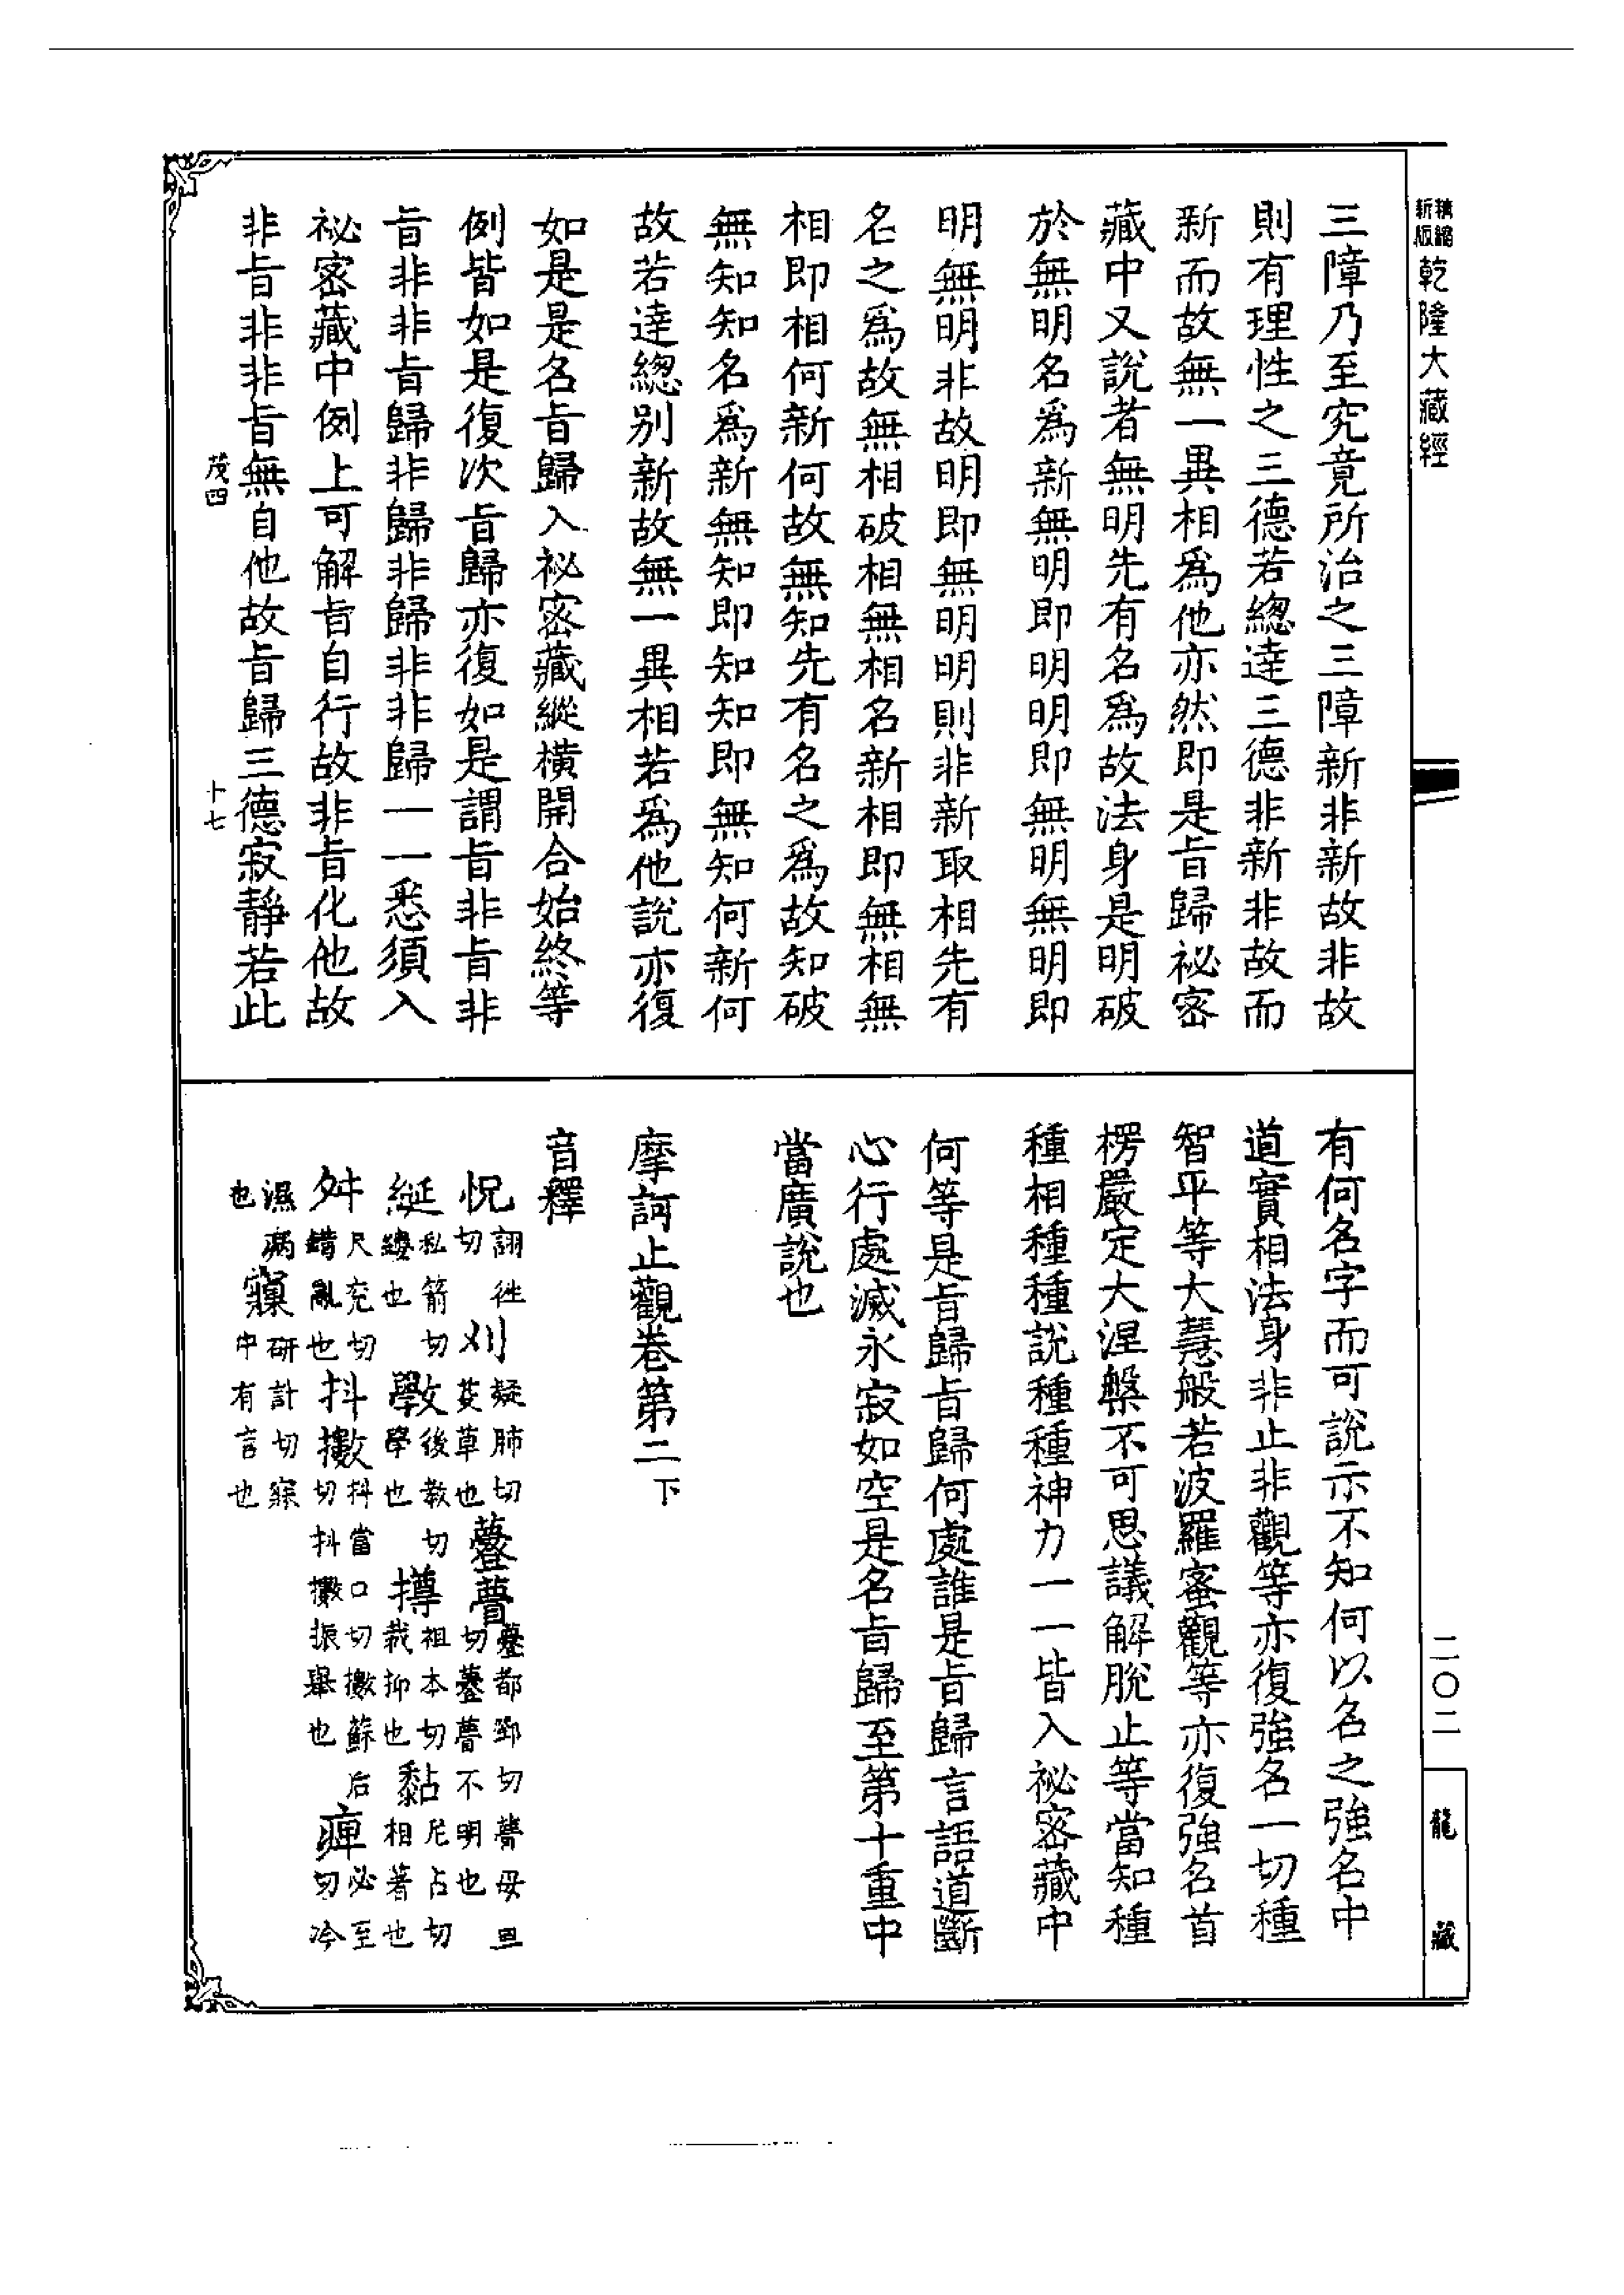 新版精縮乾隆大藏經
三障乃至究竟所治之三障新非新故非故
則有理性之三德若總達三德非新非故而
新而故無一異相為他亦然即是旨歸祕密
藏中又說者無明先有名為故法身是明破
於無明名為新無明即明明即無明無明即
明無明非故明即無明明則非新取相先有
名之為故無相破相無相名新相即無相無
相即相何新何故無知先有名之為故知破
無知知名為新無知即知知即無知何新何
故若達總別新故無一異相若為他說亦復
如是是名旨歸入祕密藏縱橫開合始終等
例皆如是復次旨歸亦復如是謂旨非旨非
旨非非旨歸非歸非歸非非歸一一悉須入
祕密藏中例上可解旨自行故非旨化他故
非旨非非旨無自他故旨歸三德寂靜若此
茂四
十七
有何名字而可說示不知何以名之強名中
道實相法身非止非觀等亦復強名一切種
智平等大慧般若波羅蜜觀等亦復強名首
楞嚴定大涅槃不可思議解脫止等當知種
種相種種說種種神力一一皆入祕密藏中
何等是旨歸旨歸何處誰是旨歸言語道斷
心行處滅永寂如空是名旨歸至第十重中
當廣說也
摩訶止觀卷第二下
音釋
怳詡往切刈疑肺切芟草也䠬瞢䠬都鄧切瞢母亘切䠬瞢不明也
綖私箭切縷也斆後教切學也撙祖本切裁抑也黏尼占切相著也
舛尺兖切錯亂也抖擻抖當口切擻蘇后切抖擻振舉也痺必至切冷
濕病也寱研計切寐中有言也
二〇二
龍藏